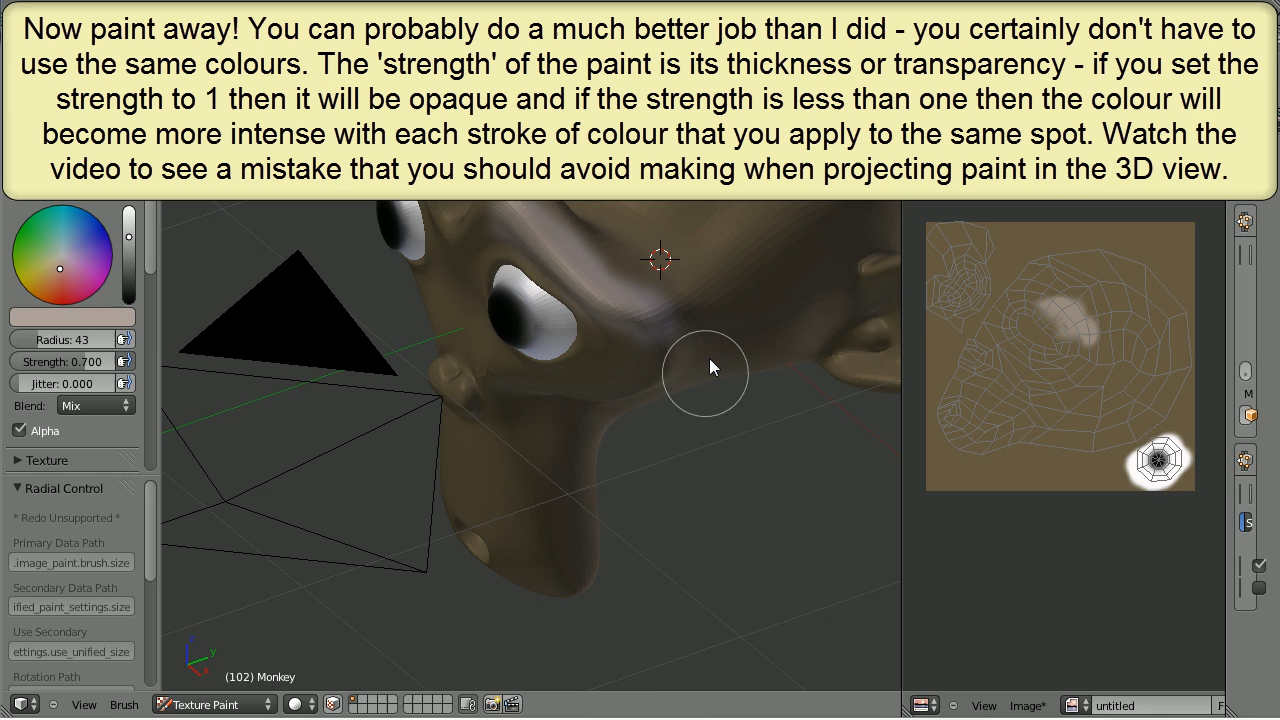 Now paint away! You can probably do a much better job than I did - you certainly don't have to
use the same colours. The 'strength' of the paint is its thickness or transparency - if you set the
strength to 1 then it will be opaque and if the strength is less than one then the colour will
become more intense with each stroke of colour that you apply to the same spot. Watch the
video to see a mistake that you should avoid making when projecting paint in the 3D view.
Radius: 43
Strength: 0.700
Jitter: 0.000
Blend: Mix
Alpha
Texture
Radial Control
* Redo Unsupported *
Primary Data Path
.image_paint.brush.size
Secondary Data Path
ified_paint_settings.size
Use Secondary
ettings.use_unified_size
Rotation Path
M
S
z
y
x
(102) Monkey
View Brush Texture Paint
View Image* untitled F